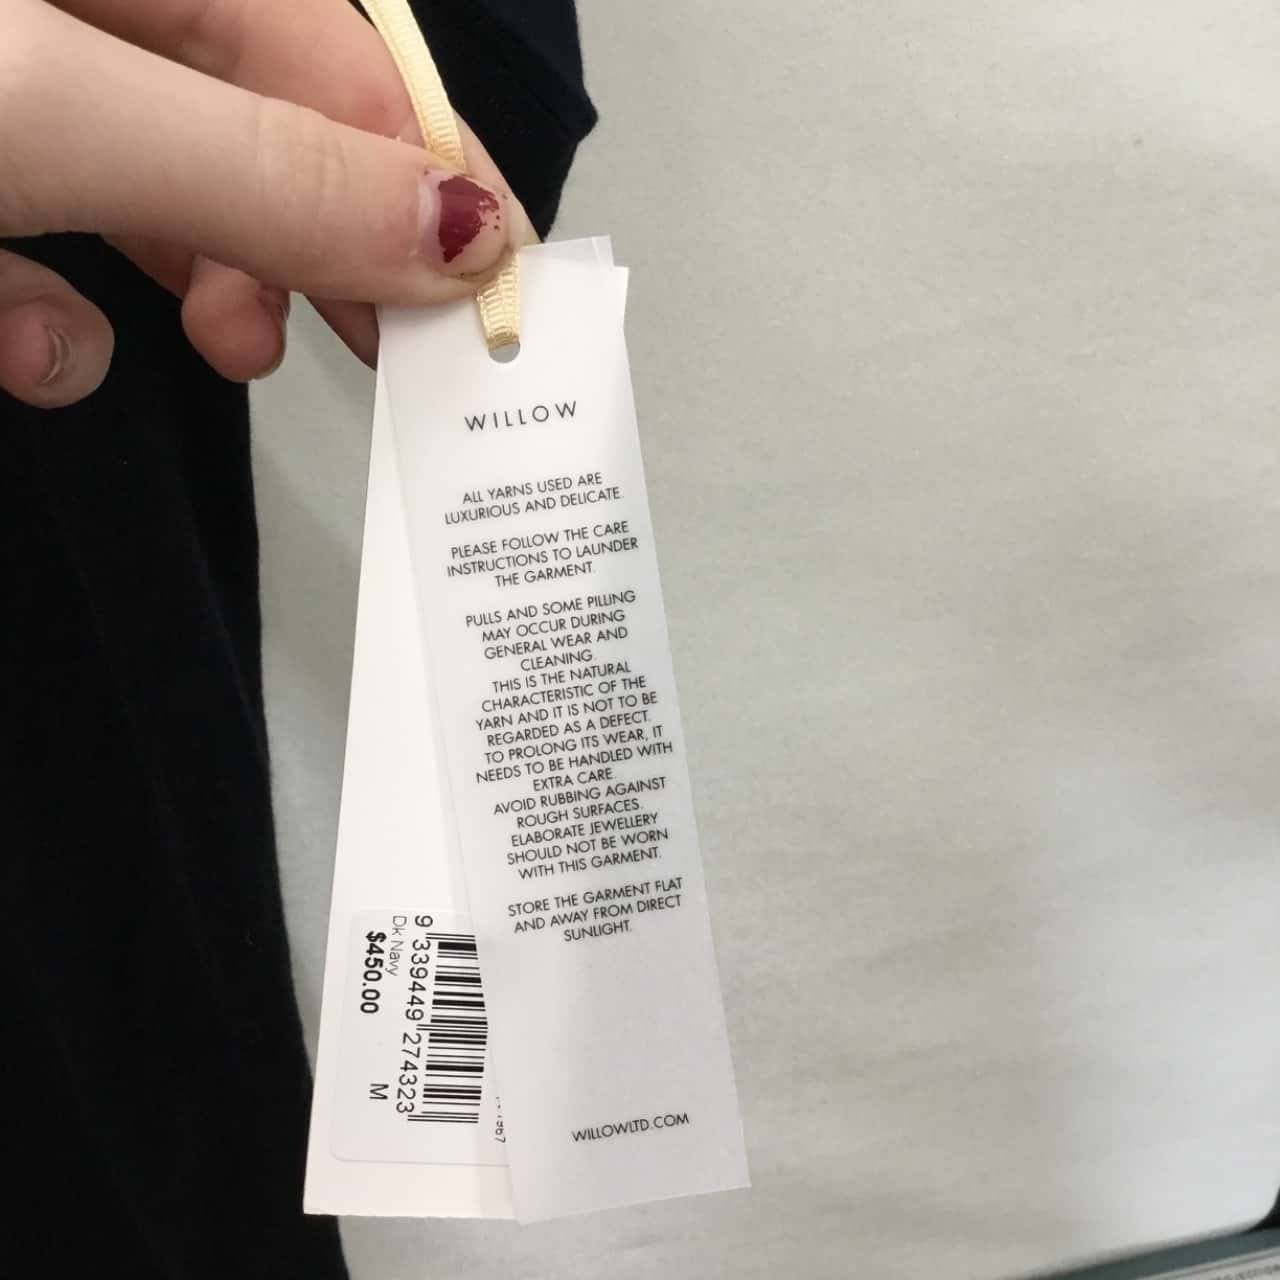 WILLOW
ALL YARNS USED ARE
LUXURIOUS AND DELICATE.
PLEASE FOLLOW THE CARE
INSTRUCTIONS TO LAUNDER
THE GARMENT.
PULLS AND SOME PILLING
MAY OCCUR DURING
GENERAL WEAR AND
CLEANING.
THIS IS THE NATURAL
CHARACTERISTIC OF THE
YARN AND IT IS NOT TO BE
REGARDED AS A DEFECT.
TO PROLONG ITS WEAR, IT
NEEDS TO BE HANDLED WITH
EXTRA CARE.
AVOID RUBBING AGAINST
ROUGH SURFACES.
ELABORATE JEWELLERY
SHOULD NOT BE WORN
WITH THIS GARMENT.
STORE THE GARMENT FLAT
AND AWAY FROM DIRECT
SUNLIGHT.
WILLOWLTD.COM
9 339449 274323
Dk Navy M
$450.00